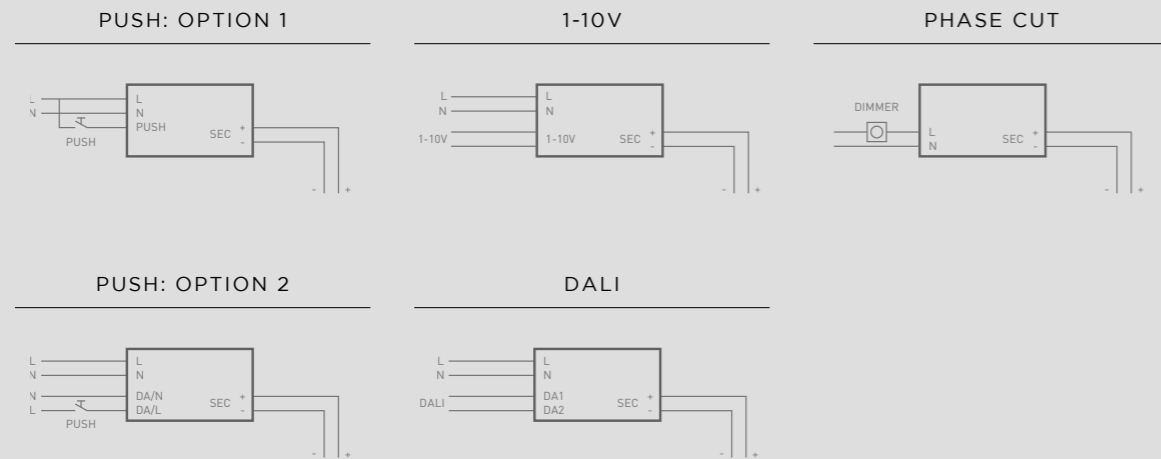 PUSH: OPTION 1
L
N
L
N
PUSH
PUSH
SEC
+
-
-
+
1-10V
L
N
1-10V
L
N
1-10V
SEC
+
-
-
+
PHASE CUT
DIMMER
L
N
SEC
+
-
-
+
PUSH: OPTION 2
L
N
N
L
PUSH
L
N
DA/N
DA/L
SEC
+
-
-
+
DALI
L
N
DALI
L
N
DA1
DA2
SEC
+
-
-
+